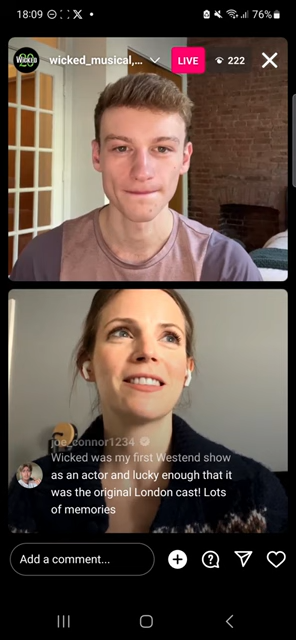 18:09
76%
WICKED
wicked_musical,...
LIVE
222
joe_connor1234
Wicked was my first Westend show
as an actor and lucky enough that it
was the original London cast! Lots
of memories
Add a comment...